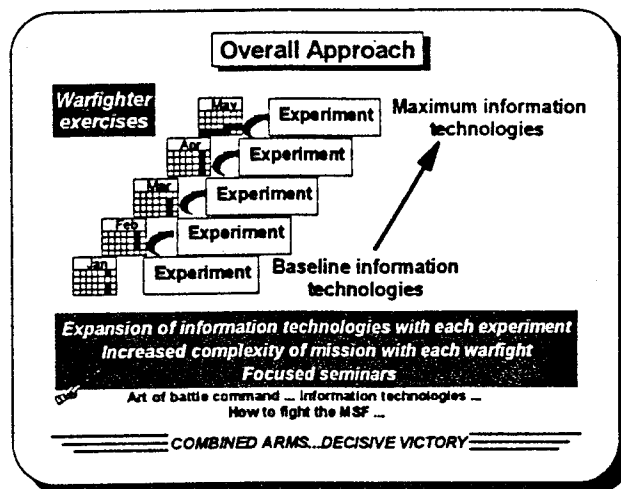 Overall Approach
Warfighter
exercises
May
Experiment
Maximum information
technologies
Apr
Experiment
Mar
Experiment
Feb
Experiment
Jan
Experiment
Baseline information
technologies
Expansion of information technologies with each experiment
Increased complexity of mission with each warfight
Focused seminars
Art of battle command ... Information technologies ...
How to fight the MSF ...
COMBINED ARMS...DECISIVE VICTORY